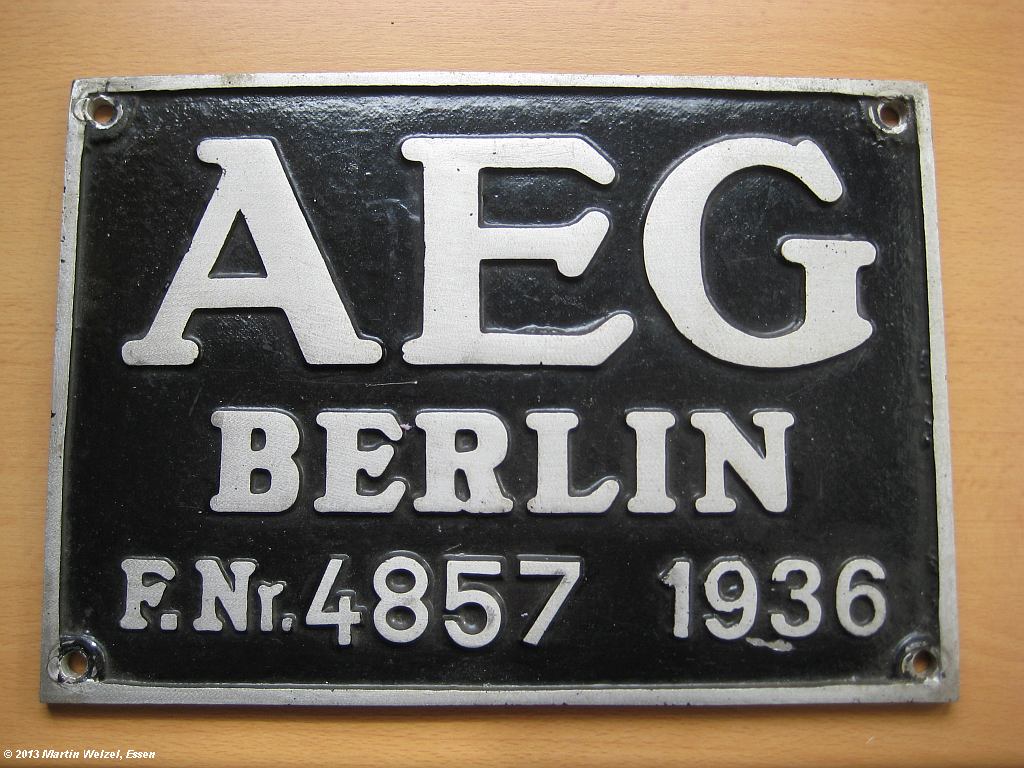 AEG
BERLIN
F.Nr. 4857 1936
© 2013 Martin Welzel, Essen